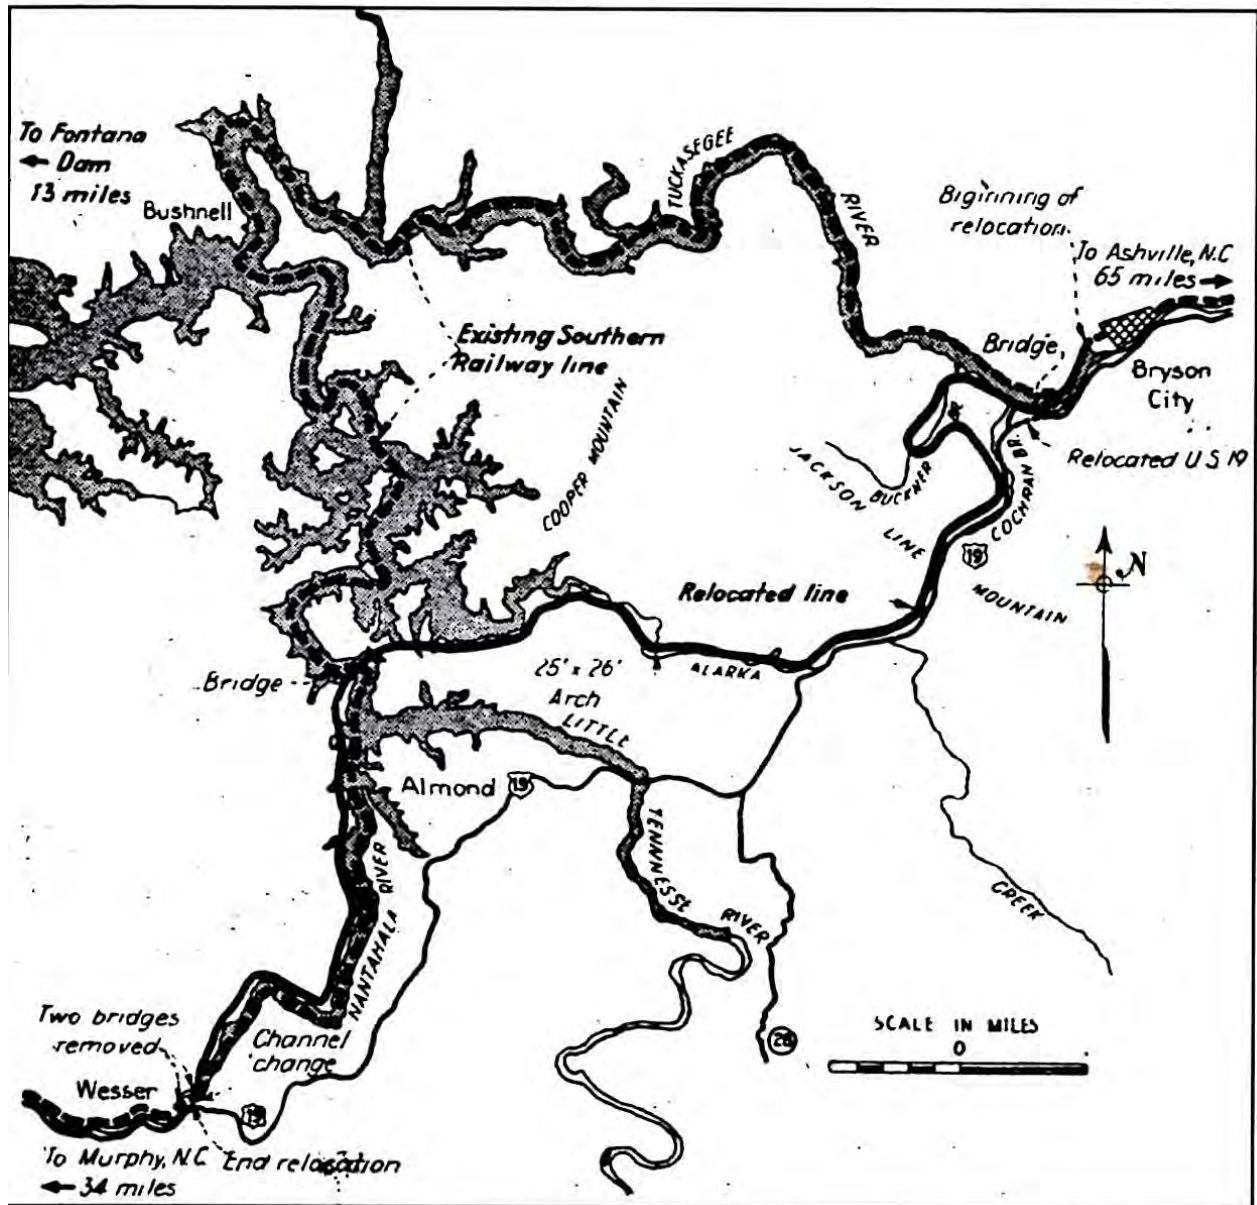 To Fontana
Dam
13 miles
Bushnell
TUCKASEGEE
RIVER
Biginning of
relocation
To Ashville, N.C
65 miles
Bridge
Bryson
City
Relocated U S 19
Existing Southern
Railway line
COOPER MOUNTAIN
JACKSON
LINE
MOUNTAIN
BUCKNER
BR.
COCHRAN BR.
19
N
Relocated line
ALARKA
CREEK
25' x 26'
Arch
Bridge
LITTLE
TENNESSE
RIVER
Almond
19
NANTAHALA RIVER
Two bridges
removed
Channel
change
Wesser
19
28
SCALE IN MILES
0
To Murphy, N.C
34 miles
End relocation